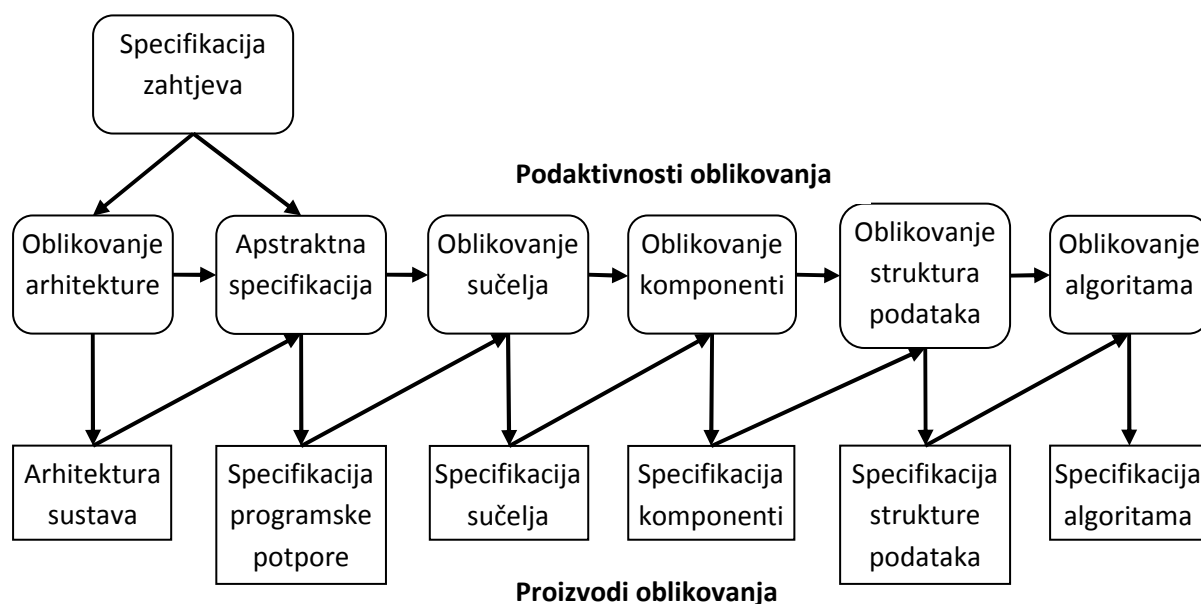 Specifikacija
zahtjeva
Podaktivnosti oblikovanja
Oblikovanje
arhitekture
Apstraktna
specifikacija
Oblikovanje
sučelja
Oblikovanje
komponenti
Oblikovanje
struktura
podataka
Oblikovanje
algoritama
Arhitektura
sustava
Specifikacija
programske
potpore
Specifikacija
sučelja
Specifikacija
komponenti
Specifikacija
strukture
podataka
Specifikacija
algoritama
Proizvodi oblikovanja